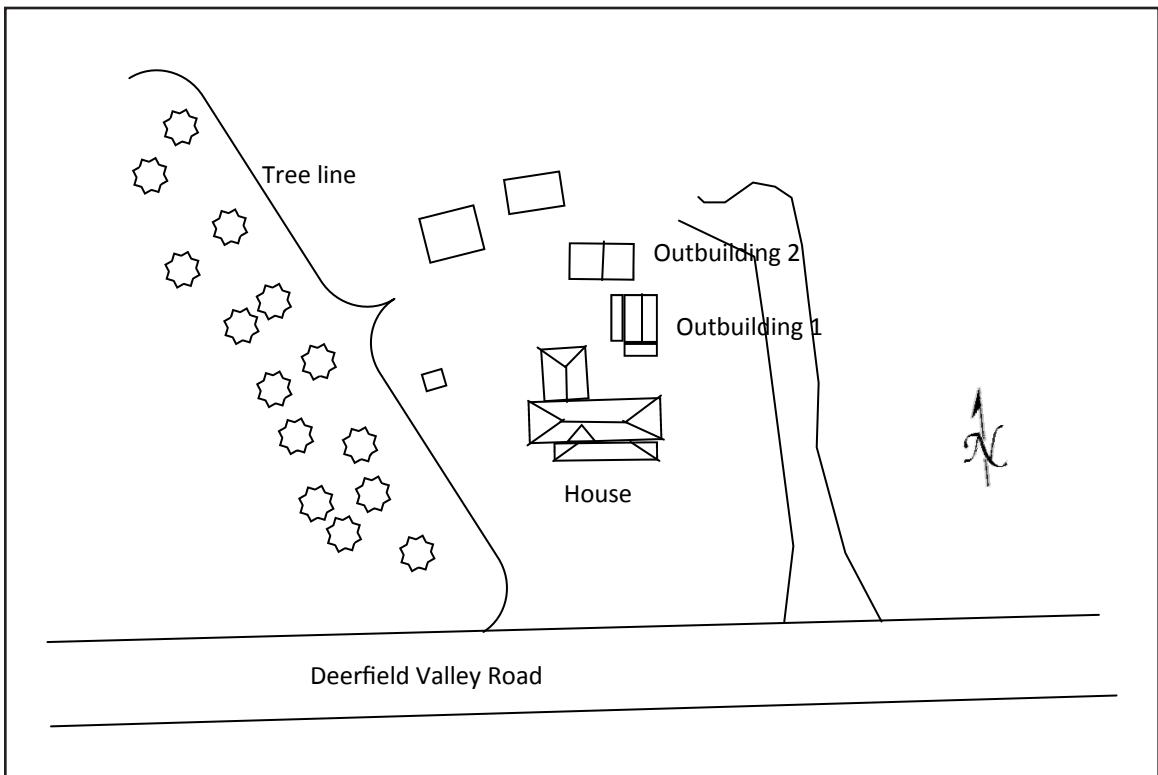 Tree line
Outbuilding 2
Outbuilding 1
N
House
Deerfield Valley Road